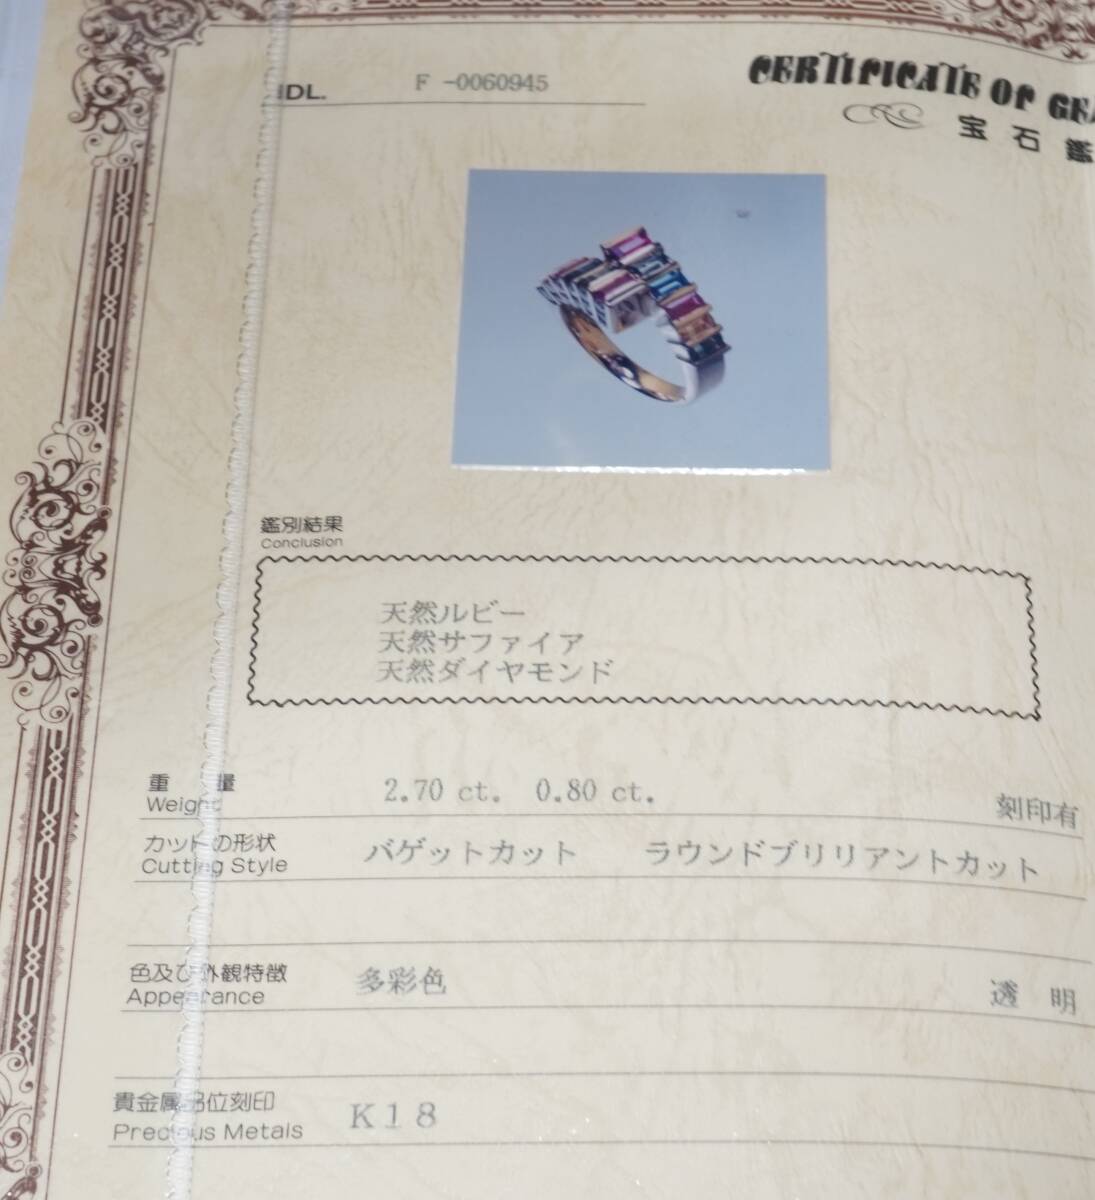 IDL. F -0060945
CERTIFICATE OF
宝石鑑
鑑別結果
Conclusion
天然ルビー
天然サファイア
天然ダイヤモンド
重量 2.70 ct. 0.80 ct. 刻印有
Weight
カットの形状 バゲットカット ラウンドブリリアントカット
Cutting Style
色及び外観特徴 多彩色 透明
Appearance
貴金属品位刻印 K18
Precious Metals